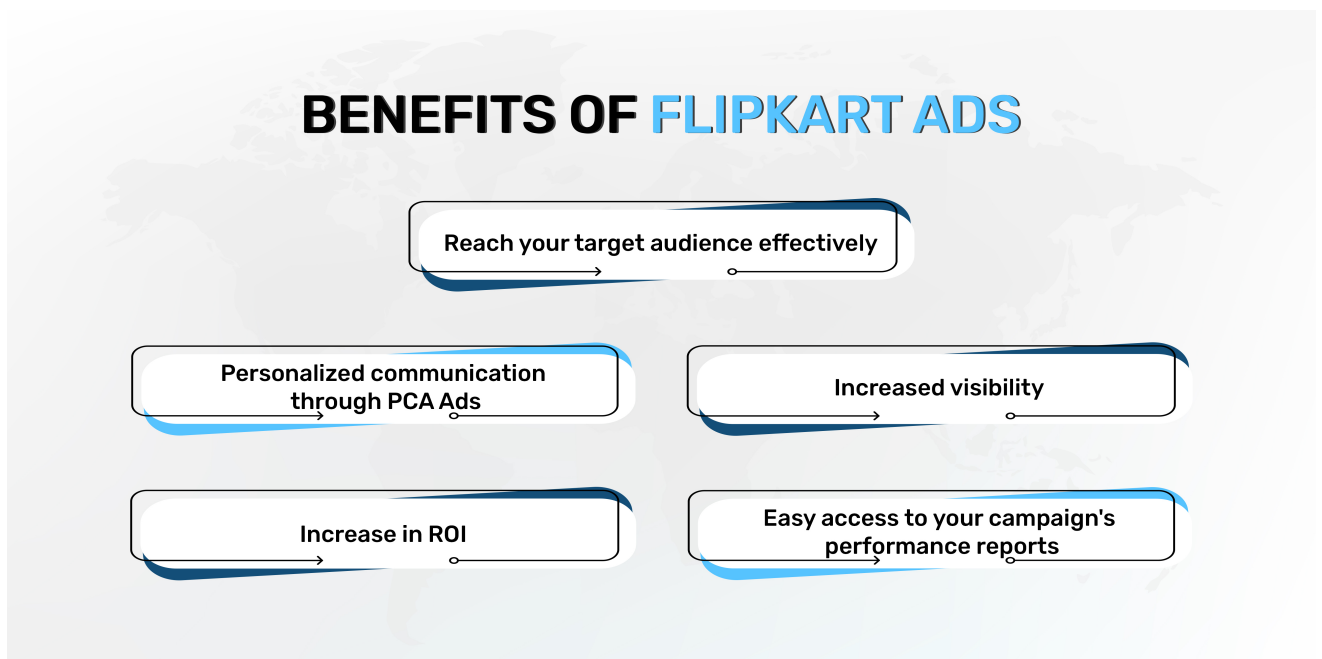 BENEFITS OF FLIPKART ADS
Reach your target audience effectively
Personalized communication
through PCA Ads
Increased visibility
Increase in ROI
Easy access to your campaign's
performance reports